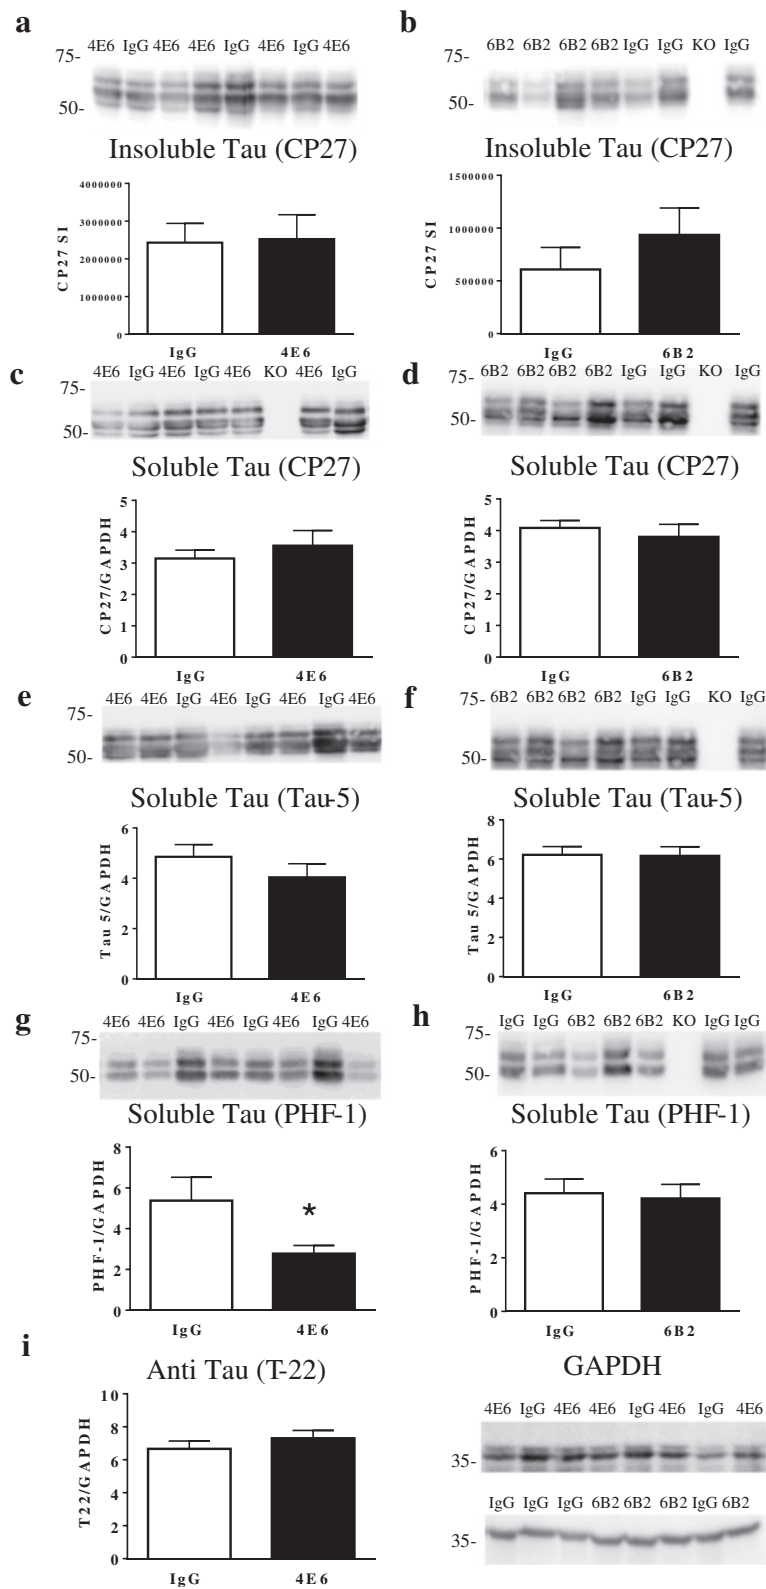 a
4E6 IgG 4E6 IgG 4E6 IgG 4E6
75-
50-
Insoluble Tau (CP27)
4000000
3000000
2000000
1000000
0
CP27 SI
IgG 4E6
b
6B2 6B2 6B2 6B2 IgG IgG KO IgG
75-
50-
Insoluble Tau (CP27)
1500000
1000000
500000
0
CP27 SI
IgG 6B2
c
4E6 IgG 4E6 IgG 4E6 KO 4E6 IgG
75-
50-
Soluble Tau (CP27)
5
4
3
2
1
0
CP27/GAPDH
IgG 4E6
d
6B2 6B2 6B2 6B2 IgG IgG KO IgG
75-
50-
Soluble Tau (CP27)
5
4
3
2
1
0
CP27/GAPDH
IgG 6B2
e
4E6 4E6 IgG 4E6 IgG 4E6 IgG 4E6
75-
50-
Soluble Tau (Tau-5)
6
4
2
0
Tau 5/GAPDH
IgG 4E6
f
6B2 6B2 6B2 6B2 IgG IgG KO IgG
75-
50-
Soluble Tau (Tau-5)
8
6
4
2
0
Tau 5/GAPDH
IgG 6B2
g
4E6 4E6 IgG 4E6 IgG 4E6 IgG 4E6
75-
50-
Soluble Tau (PHF-1)
8
6
4
2
0
PHF-1/GAPDH
*
IgG 4E6
h
IgG IgG 6B2 6B2 6B2 KO IgG IgG
75-
50-
Soluble Tau (PHF-1)
6
4
2
0
PHF-1/GAPDH
IgG 6B2
i
Anti Tau (T-22)
10
8
6
4
2
0
T22/GAPDH
IgG 4E6
GAPDH
4E6 IgG 4E6 4E6 IgG 4E6 IgG 4E6
35-
IgG IgG IgG 6B2 6B2 6B2 IgG 6B2
35-